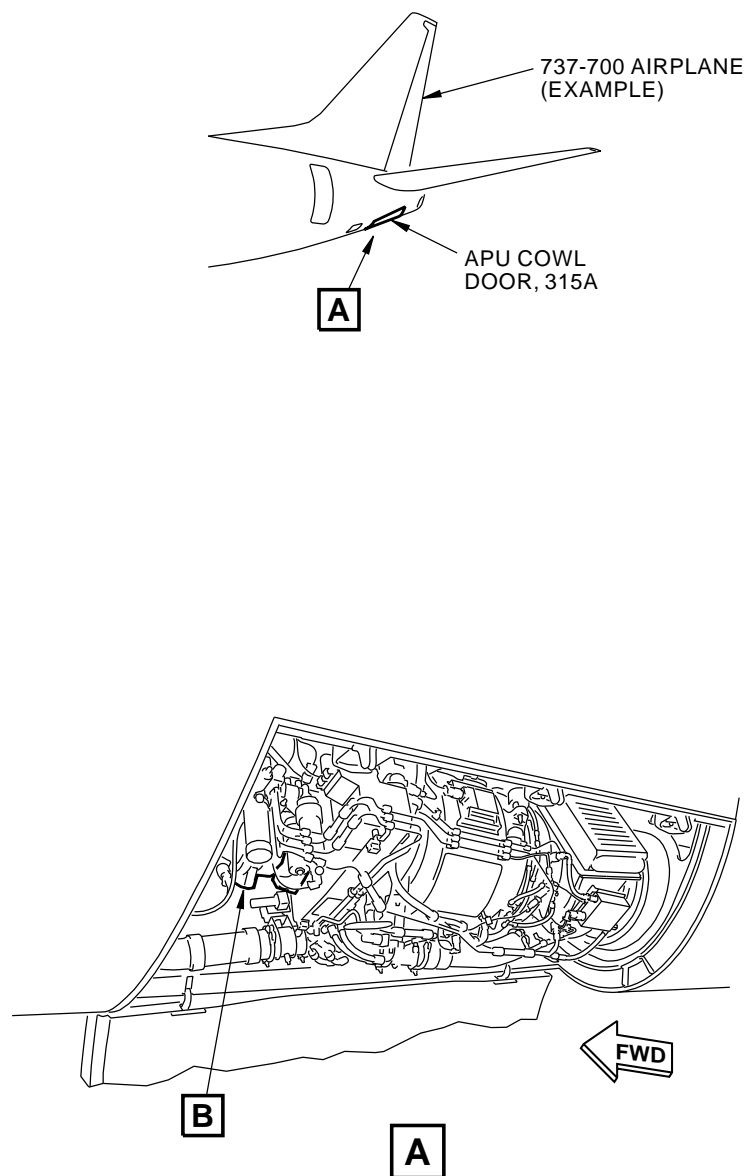 737-700 AIRPLANE
(EXAMPLE)
APU COWL
DOOR, 315A
A
FWD
B
A